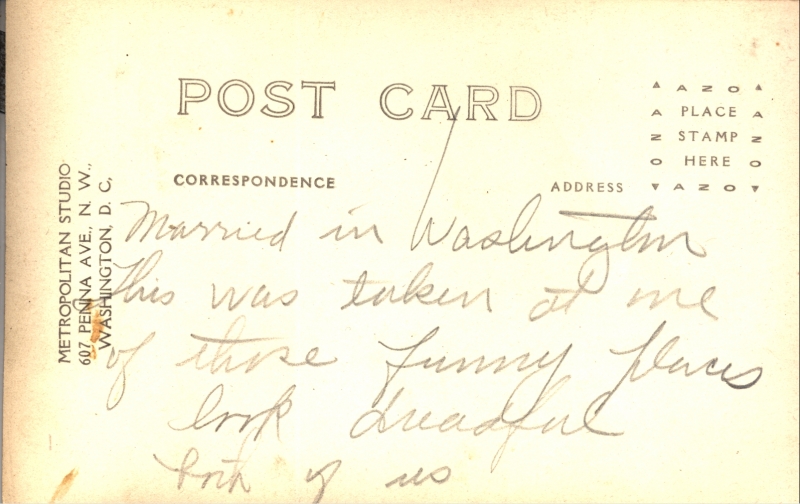 POST CARD
▲ AZO ▲
A PLACE A
Z STAMP Z
O HERE O
▼ AZO ▼
CORRESPONDENCE
ADDRESS
METROPOLITAN STUDIO
607 PENNA AVE., N. W.,
WASHINGTON, D. C,
Married in Washington
This was taken at one
of those funny places
look dreadful
both of us